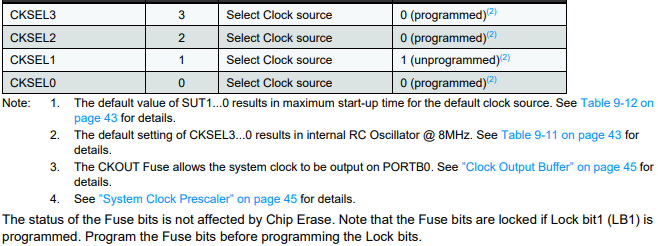 CKSEL3 3 Select Clock source 0 (programmed)(2)
CKSEL2 2 Select Clock source 0 (programmed)(2)
CKSEL1 1 Select Clock source 1 (unprogrammed)(2)
CKSEL0 0 Select Clock source 0 (programmed)(2)
Note: 1. The default value of SUT1...0 results in maximum start-up time for the default clock source. See Table 9-12 on
page 43 for details.
2. The default setting of CKSEL3...0 results in internal RC Oscillator @ 8MHz. See Table 9-11 on page 43 for
details.
3. The CKOUT Fuse allows the system clock to be output on PORTB0. See "Clock Output Buffer" on page 45 for
details.
4. See "System Clock Prescaler" on page 45 for details.
The status of the Fuse bits is not affected by Chip Erase. Note that the Fuse bits are locked if Lock bit1 (LB1) is
programmed. Program the Fuse bits before programming the Lock bits.